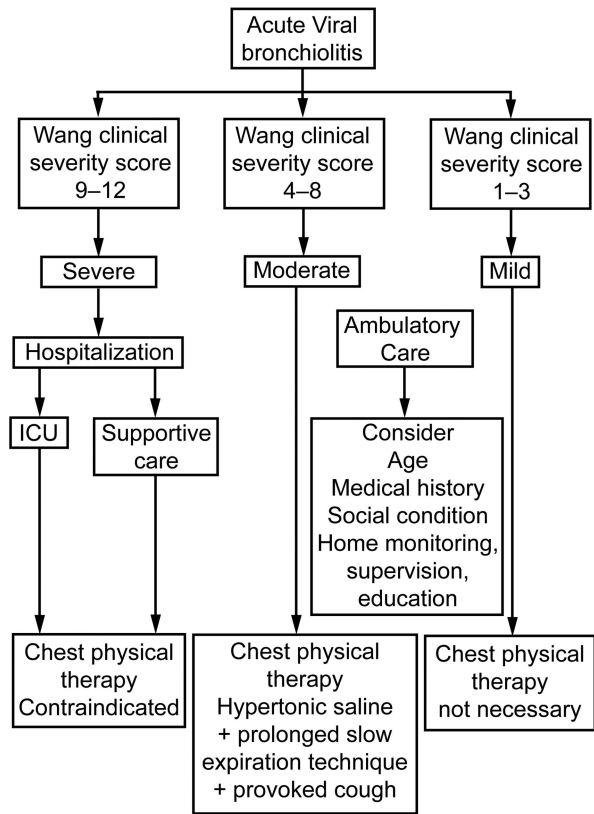 Acute Viral
bronchiolitis
Wang clinical
severity score
9–12
Wang clinical
severity score
4–8
Wang clinical
severity score
1–3
Severe
Moderate
Mild
Hospitalization
Ambulatory
Care
ICU
Supportive
care
Consider
Age
Medical history
Social condition
Home monitoring,
supervision,
education
Chest physical
therapy
Contraindicated
Chest physical
therapy
Hypertonic saline
+ prolonged slow
expiration technique
+ provoked cough
Chest physical
therapy
not necessary